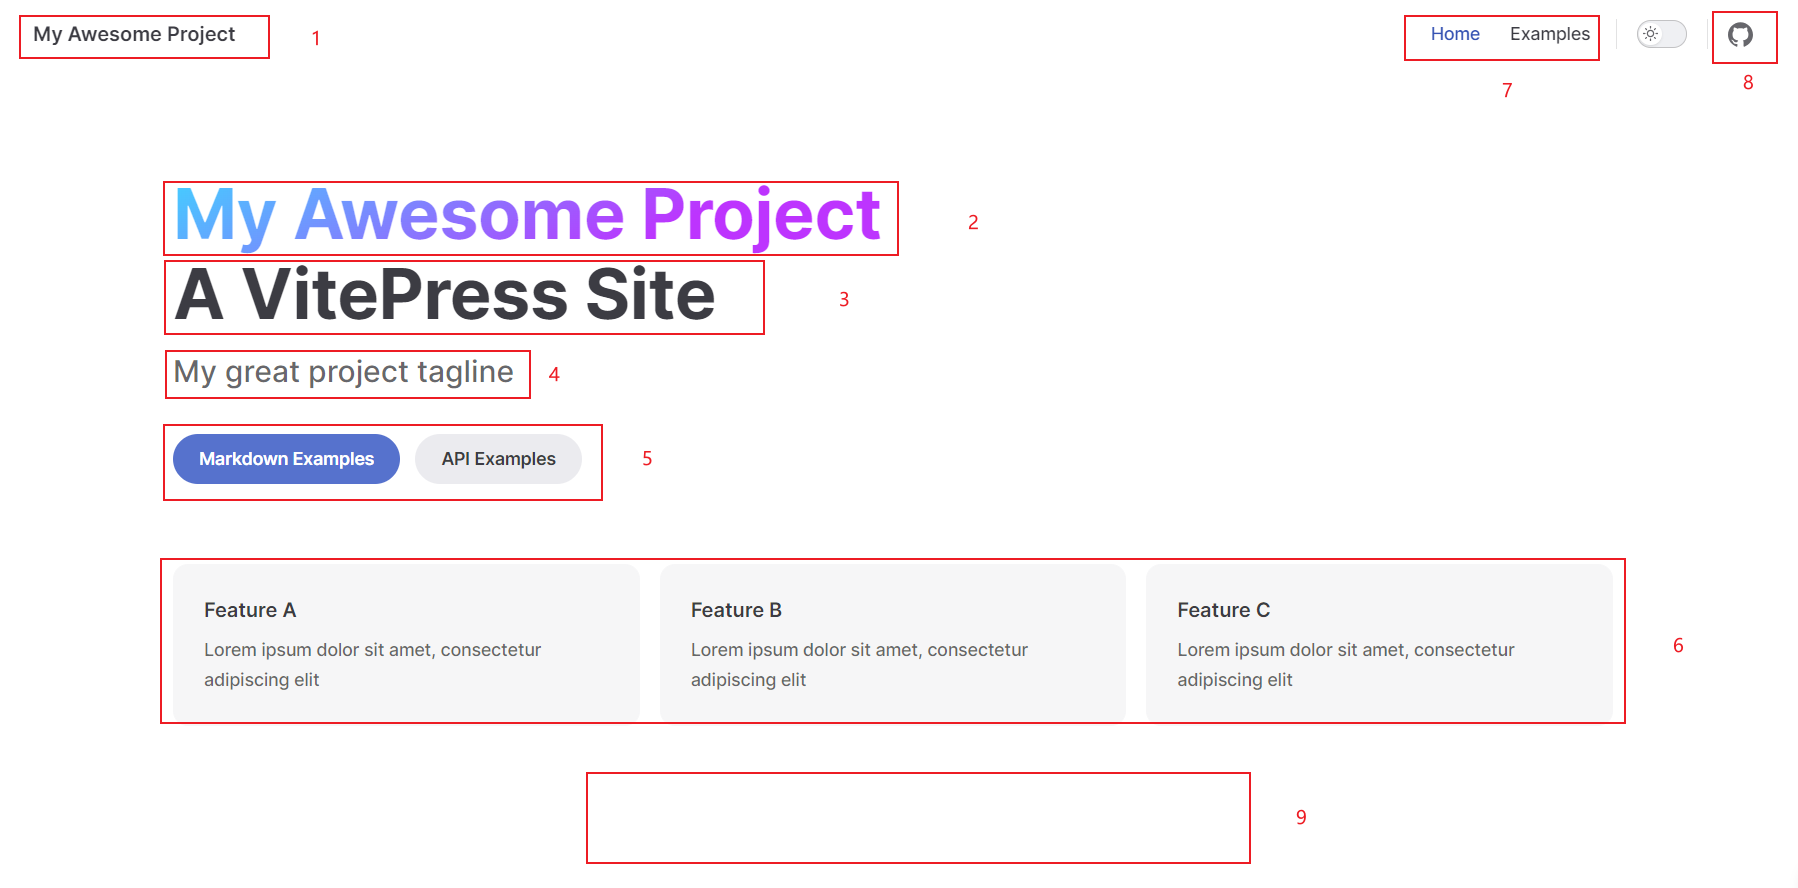 My Awesome Project
1
Home
Examples
7
8
My Awesome Project
2
A VitePress Site
3
My great project tagline
4
Markdown Examples
API Examples
5
Feature A
Lorem ipsum dolor sit amet, consectetur
adipiscing elit
Feature B
Lorem ipsum dolor sit amet, consectetur
adipiscing elit
Feature C
Lorem ipsum dolor sit amet, consectetur
adipiscing elit
6
9